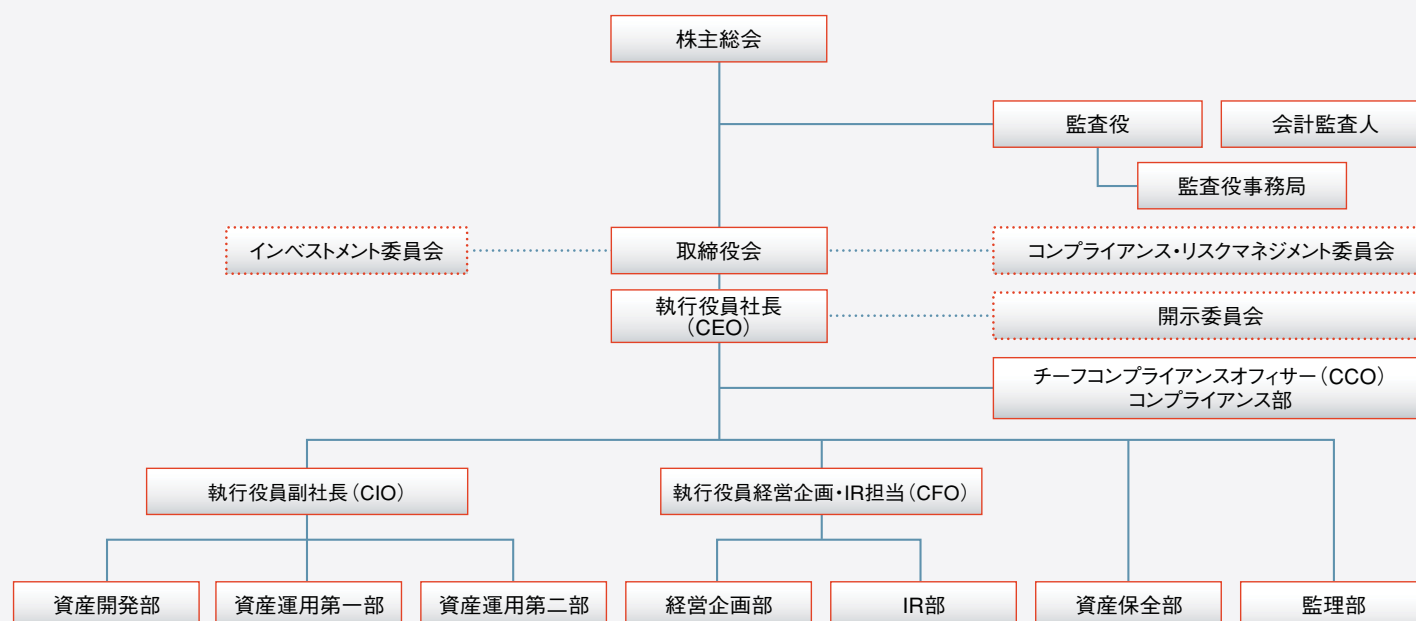 株主総会
監査役
会計監査人
監査役事務局
インベストメント委員会
取締役会
コンプライアンス・リスクマネジメント委員会
執行役員社長
（CEO）
開示委員会
チーフコンプライアンスオフィサー（CCO）
コンプライアンス部
執行役員副社長（CIO）
執行役員経営企画・IR担当（CFO）
資産開発部
資産運用第一部
資産運用第二部
経営企画部
IR部
資産保全部
監理部